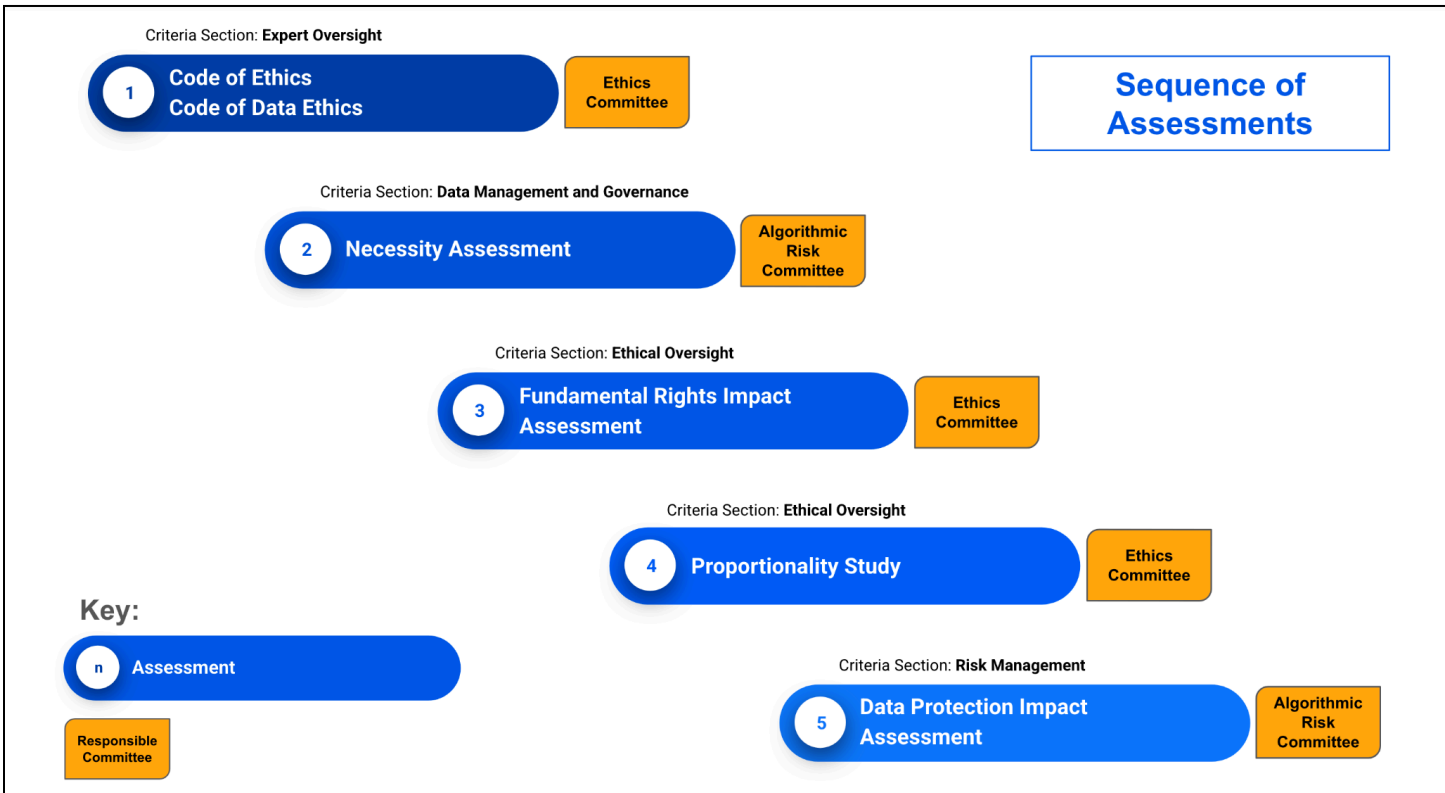 Criteria Section: Expert Oversight
1
Code of Ethics
Code of Data Ethics
Ethics
Committee
Sequence of
Assessments
Criteria Section: Data Management and Governance
2
Necessity Assessment
Algorithmic
Risk
Committee
Criteria Section: Ethical Oversight
3
Fundamental Rights Impact
Assessment
Ethics
Committee
Criteria Section: Ethical Oversight
4
Proportionality Study
Ethics
Committee
Key:
n
Assessment
Responsible
Committee
Criteria Section: Risk Management
5
Data Protection Impact
Assessment
Algorithmic
Risk
Committee